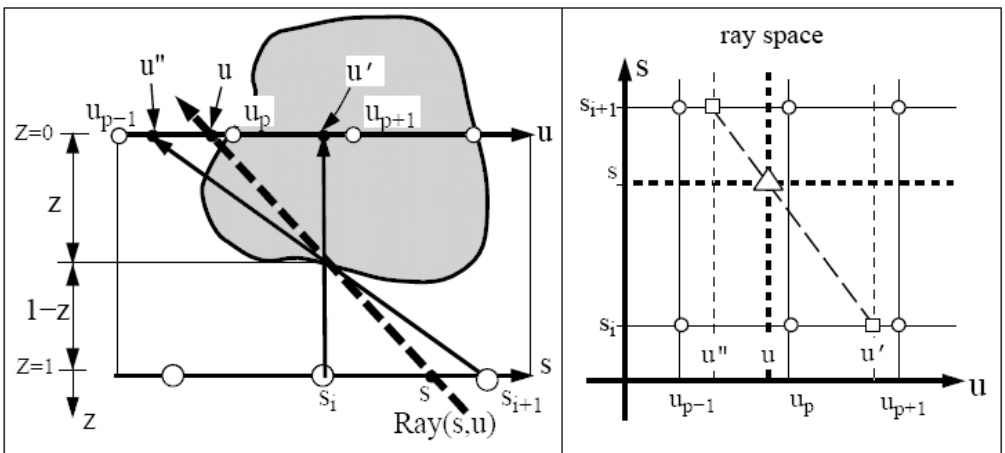 u" u u′
u_{p-1} u_p u_{p+1}
Z=0 u
z
1-z
Z=1 s
s_i s s_{i+1}
z Ray(s,u)
ray space
s
s_{i+1}
s
s_i
u" u u′
u
u_{p-1} u_p u_{p+1}